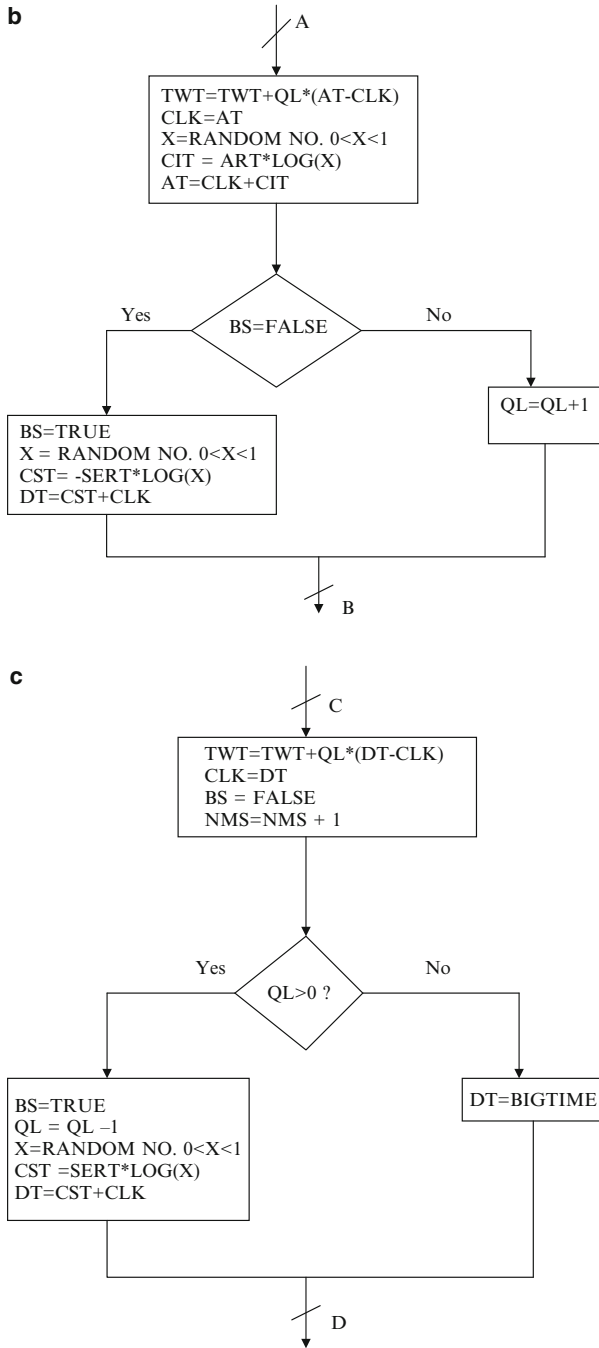 b
A
TWT=TWT+QL*(AT-CLK)
CLK=AT
X=RANDOM NO. 0<X<1
CIT = ART*LOG(X)
AT=CLK+CIT
BS=FALSE
Yes
No
BS=TRUE
X = RANDOM NO. 0<X<1
CST= -SERT*LOG(X)
DT=CST+CLK
QL=QL+1
B
c
C
TWT=TWT+QL*(DT-CLK)
CLK=DT
BS = FALSE
NMS=NMS + 1
QL>0 ?
Yes
No
BS=TRUE
QL = QL –1
X=RANDOM NO. 0<X<1
CST =SERT*LOG(X)
DT=CST+CLK
DT=BIGTIME
D